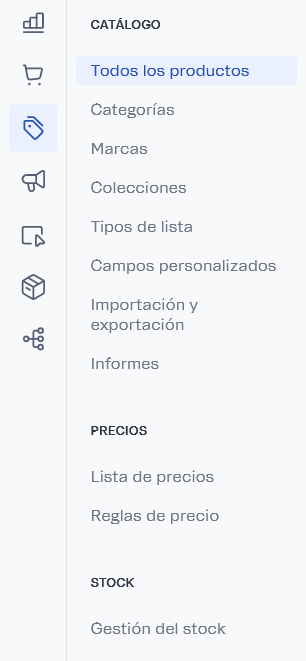 CATÁLOGO
Todos los productos
Categorías
Marcas
Colecciones
Tipos de lista
Campos personalizados
Importación y
exportación
Informes
PRECIOS
Lista de precios
Reglas de precio
STOCK
Gestión del stock